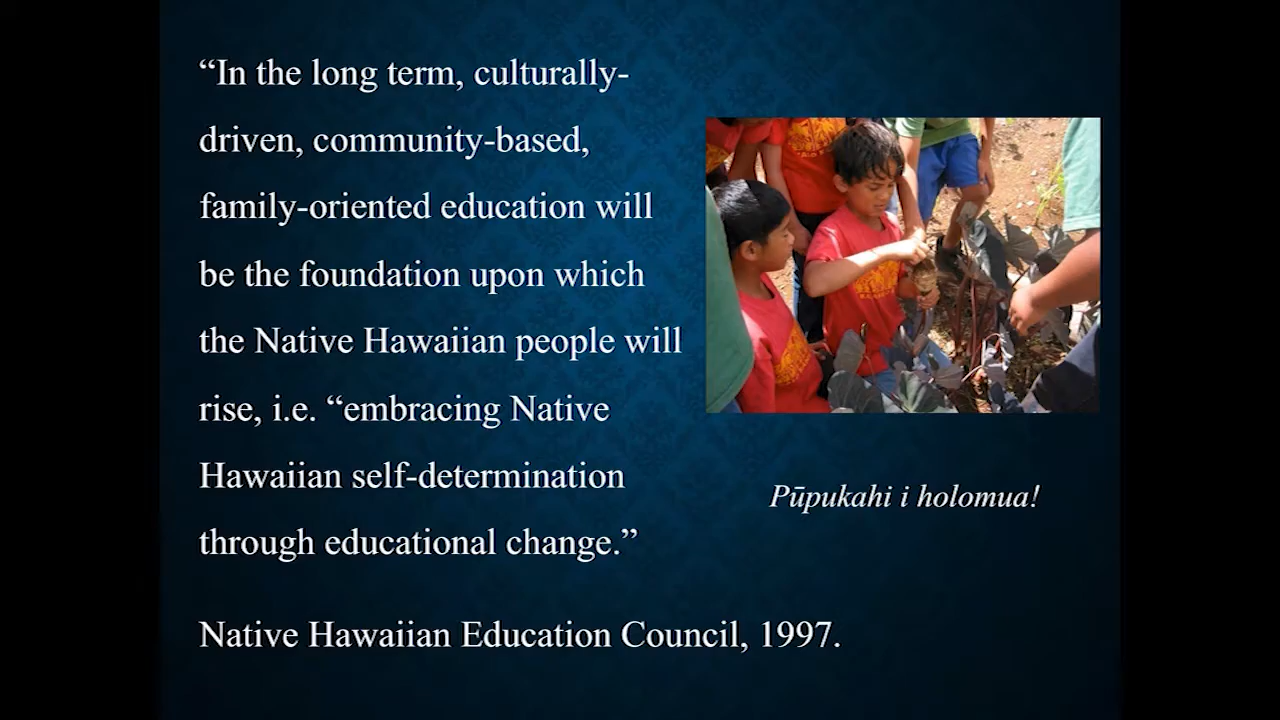 “In the long term, culturally-
driven, community-based,
family-oriented education will
be the foundation upon which
the Native Hawaiian people will
rise, i.e. “embracing Native
Hawaiian self-determination
through educational change.”
Pūpukahi i holomua!
Native Hawaiian Education Council, 1997.